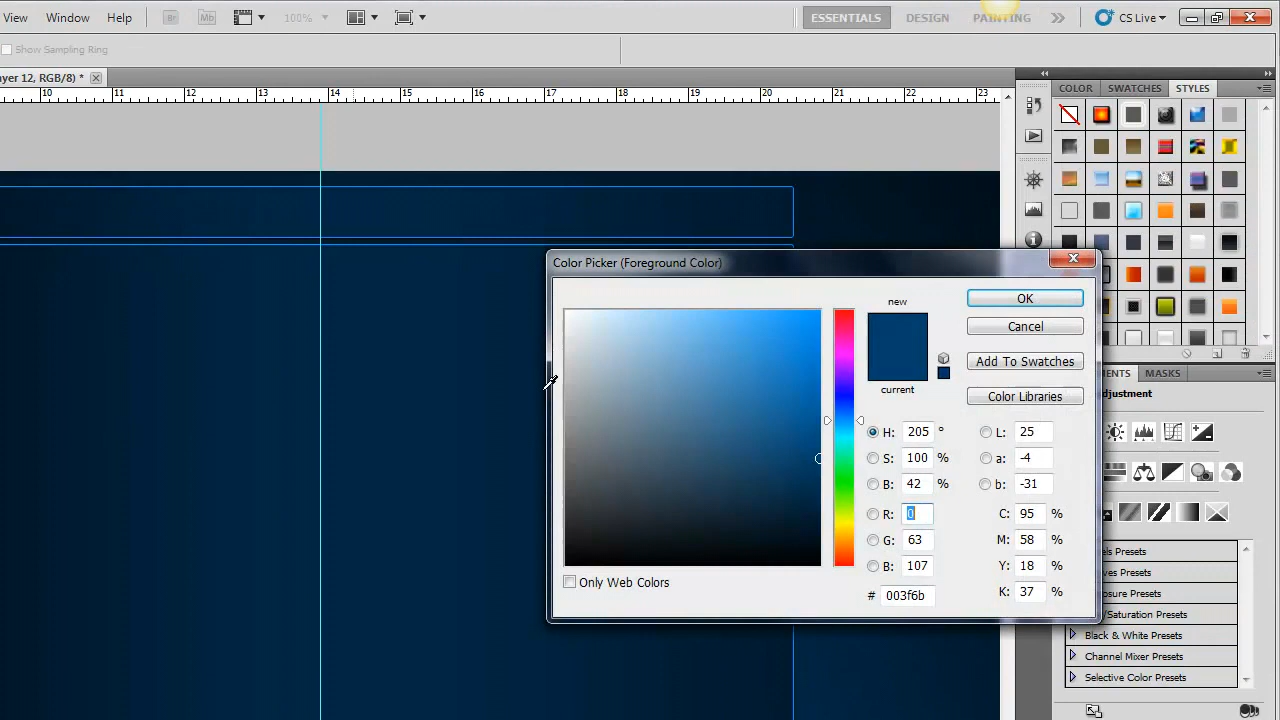 View Window Help Br Mb 100% ESSENTIALS DESIGN PAINTING CS Live
Show Sampling Ring
ayer 12, RGB/8) *
10 11 12 13 14 15 16 17 18 19 20 21 22 23
COLOR SWATCHES STYLES
Color Picker (Foreground Color)
new
OK
Cancel
Add To Swatches
current
Color Libraries
H: 205 ° L: 25
S: 100 % a: -4
B: 42 % b: -31
R: 0 C: 95 %
G: 63 M: 58 %
B: 107 Y: 18 %
# 003f6b K: 37 %
Only Web Colors
MENTS MASKS
djustment
els Presets
ves Presets
osure Presets
/Saturation Presets
Black & White Presets
Channel Mixer Presets
Selective Color Presets